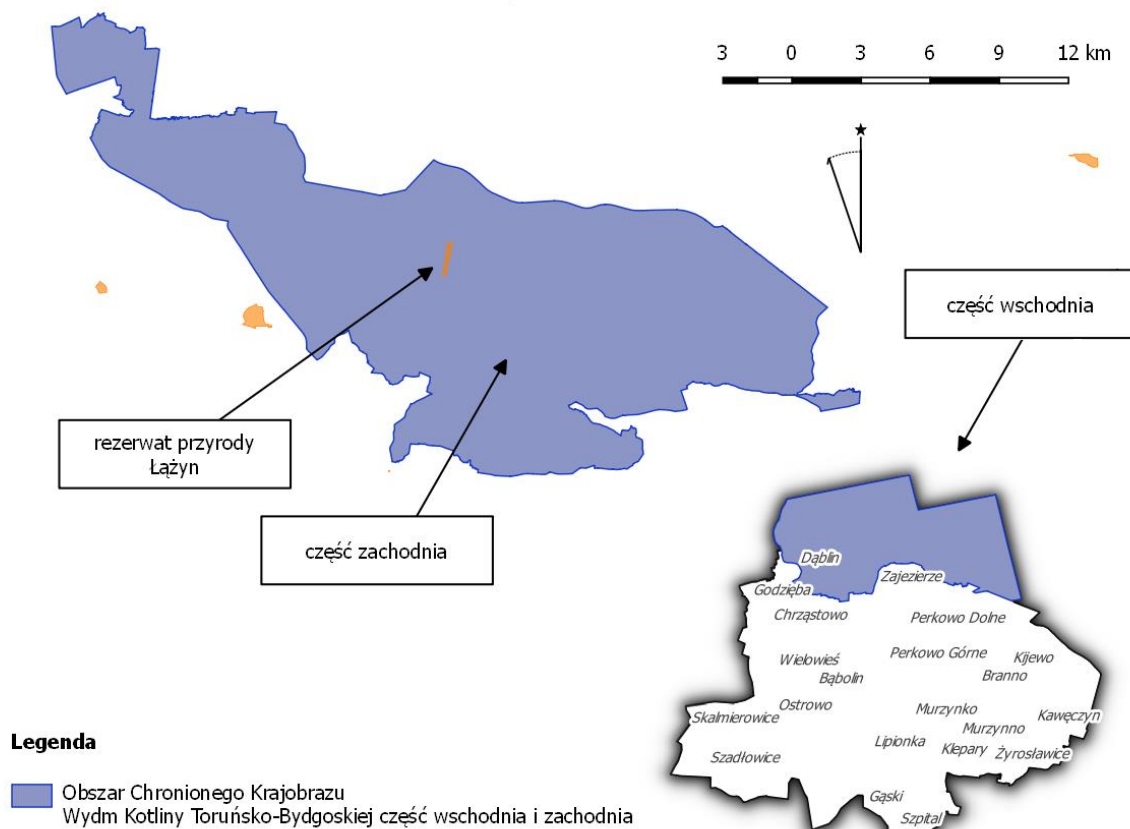 3 0 3 6 9 12 km
część wschodnia
rezerwat przyrody
Łążyn
część zachodnia
Dąblin
Zajezierze
Godzięba
Chrząstowo
Perkowo Dolne
Wielowieś
Perkowo Górne
Kijewo
Bąbolin
Branno
Ostrowo
Murzynko
Skalmierowice
Kawęczyn
Murzynno
Lipionka
Klepary
Żyrosławice
Szadłowice
Gąski
Szpital
Legenda
Obszar Chronionego Krajobrazu
Wydm Kotliny Toruńsko-Bydgoskiej część wschodnia i zachodnia